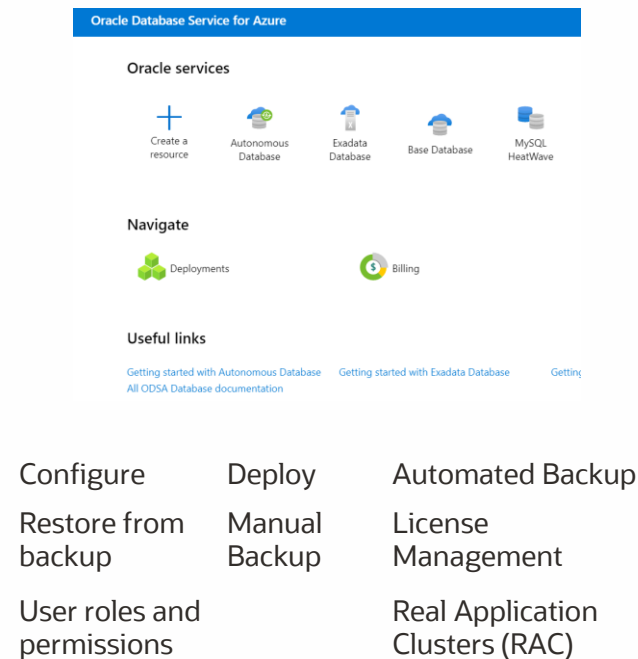 Oracle Database Service for Azure
Oracle services
Create a
resource
Autonomous
Database
Exadata
Database
Base Database
MySQL
HeatWave
Navigate
Deployments
Billing
Useful links
Getting started with Autonomous Database Getting started with Exadata Database Getting
All ODSA Database documentation
Configure Deploy Automated Backup
Restore from
backup
Manual
Backup
License
Management
User roles and
permissions
Real Application
Clusters (RAC)